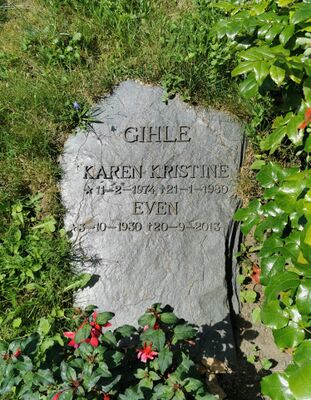 GIHLE
KAREN KRISTINE
*11-2-1974 †21-1-1980
EVEN
*3-10-1930 †20-9-2013